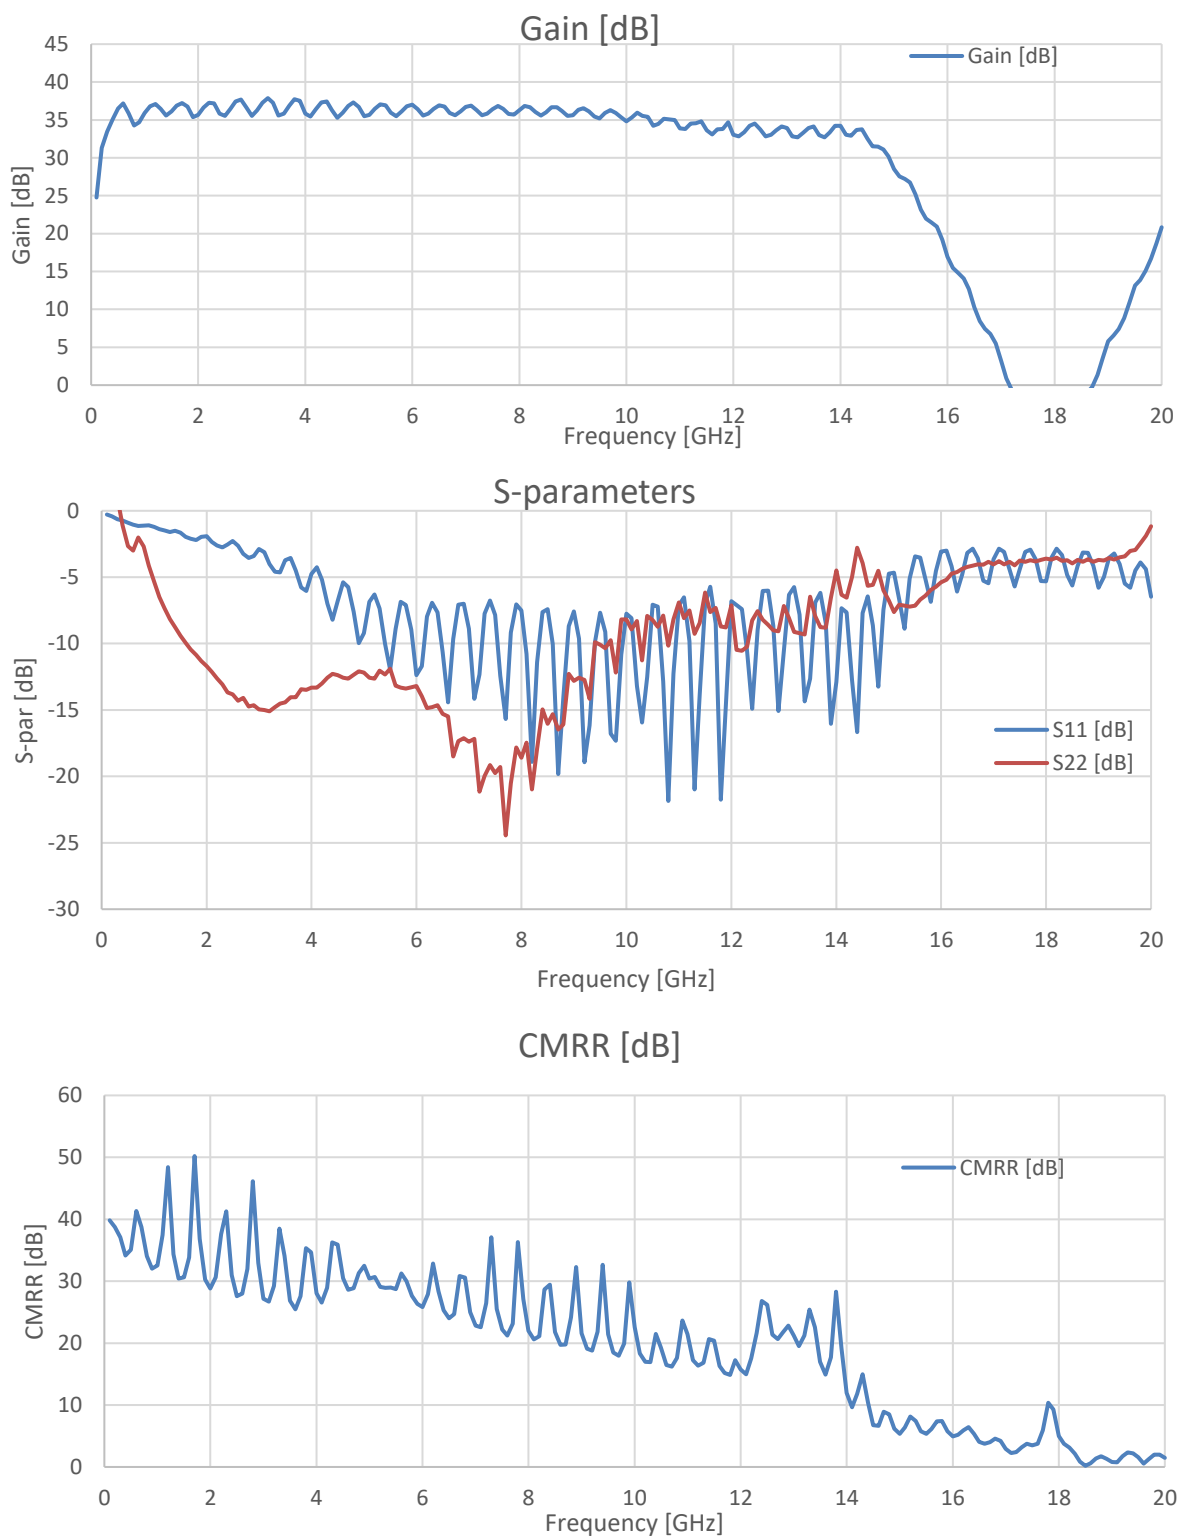 Gain [dB]
Gain [dB]
45
40
35
30
25
20
15
10
5
0
Gain [dB]
0 2 4 6 8 10 12 14 16 18 20
Frequency [GHz]
S-parameters
0
-5
-10
-15
-20
-25
-30
S-par [dB]
S11 [dB]
S22 [dB]
0 2 4 6 8 10 12 14 16 18 20
Frequency [GHz]
CMRR [dB]
60
50
40
30
20
10
0
CMRR [dB]
CMRR [dB]
0 2 4 6 8 10 12 14 16 18 20
Frequency [GHz]